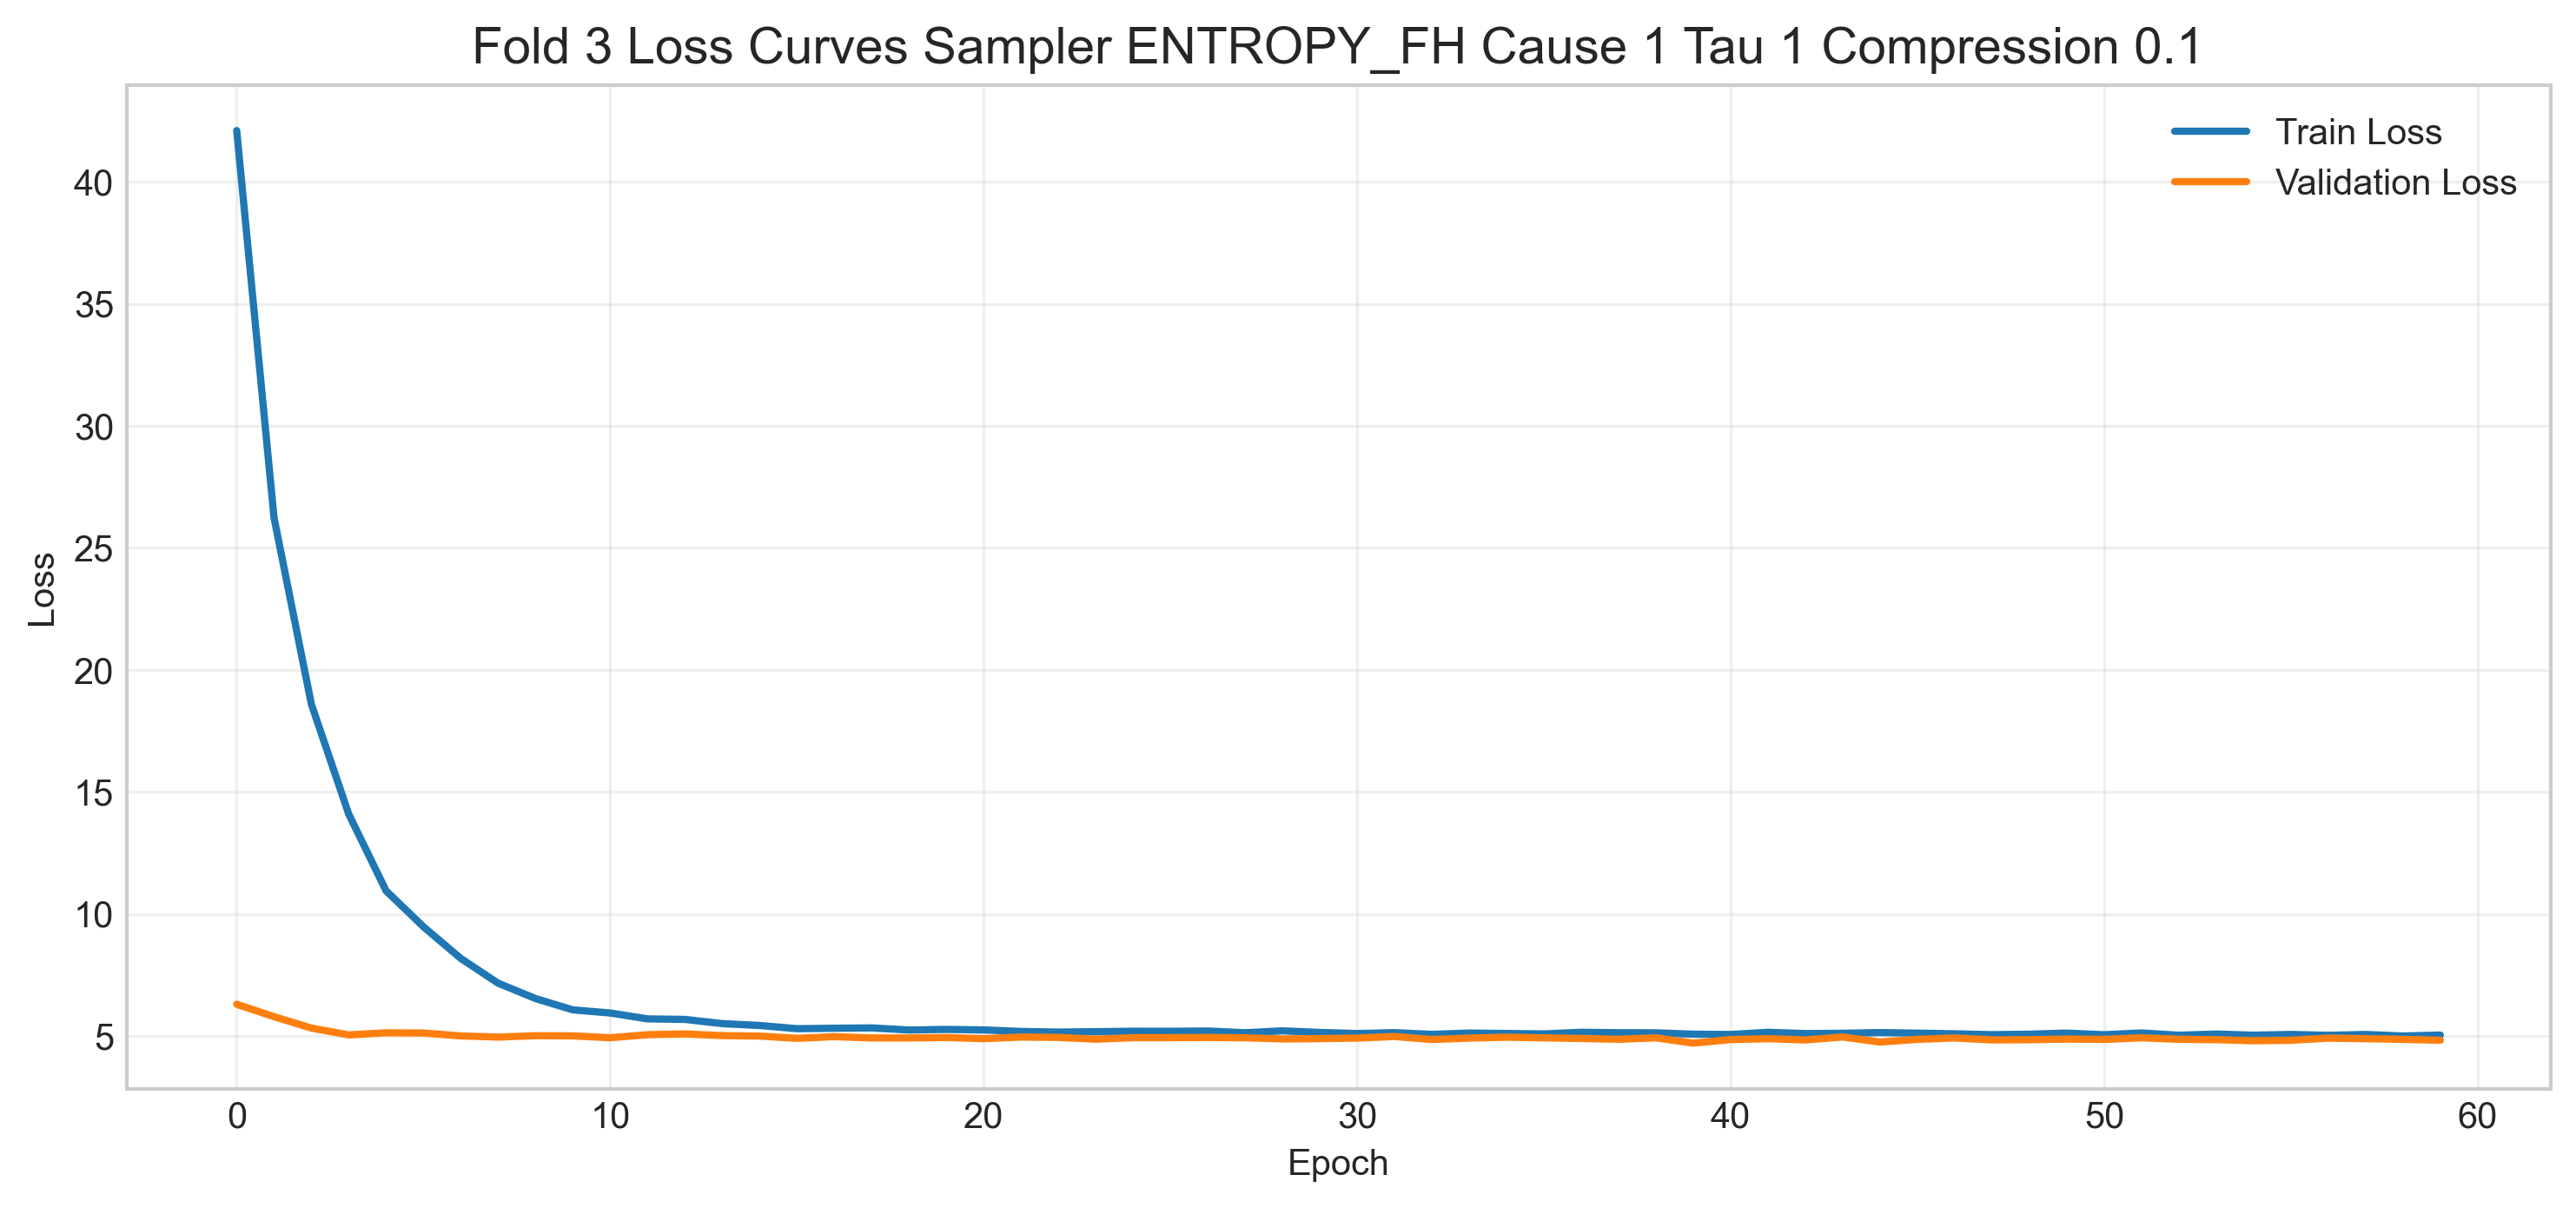 Fold 3 Loss Curves Sampler ENTROPY_FH Cause 1 Tau 1 Compression 0.1
Train Loss
Validation Loss
Loss
40
35
30
25
20
15
10
5
0 10 20 30 40 50 60
Epoch